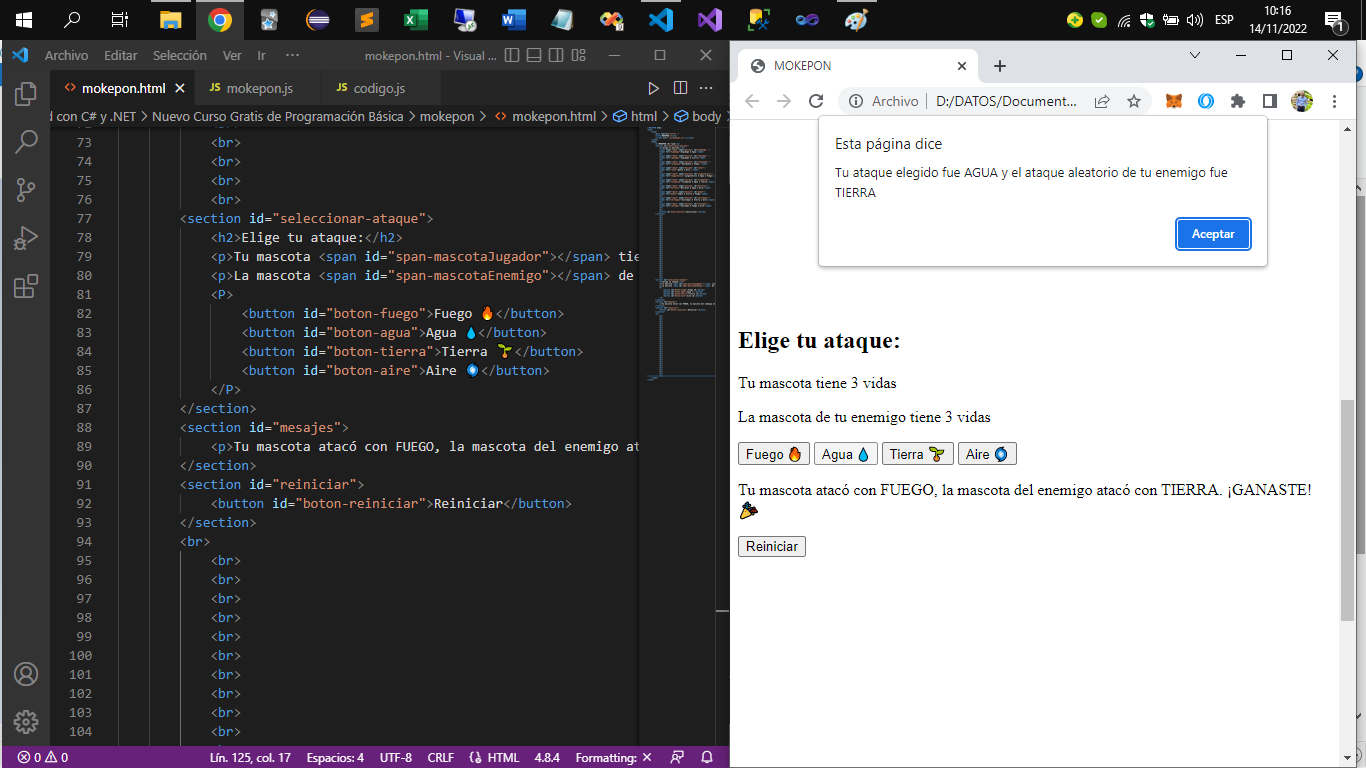 10:16
ESP
14/11/2022
1
Archivo Editar Selección Ver Ir ··· mokepon.html - Visual ...
mokepon.html JS mokepon.js JS codigo.js
d con C# y .NET > Nuevo Curso Gratis de Programación Básica > mokepon > mokepon.html > html > body
73 <br>
74 <br>
75 <br>
76 <br>
77 <section id="seleccionar-ataque">
78 <h2>Elige tu ataque:</h2>
79 <p>Tu mascota <span id="span-mascotaJugador"></span> tie
80 <p>La mascota <span id="span-mascotaEnemigo"></span> de
81 <P>
82 <button id="boton-fuego">Fuego 🔥</button>
83 <button id="boton-agua">Agua 💧</button>
84 <button id="boton-tierra">Tierra 🌱</button>
85 <button id="boton-aire">Aire 🌀</button>
86 </P>
87 </section>
88 <section id="mesajes">
89 <p>Tu mascota atacó con FUEGO, la mascota del enemigo at
90 </section>
91 <section id="reiniciar">
92 <button id="boton-reiniciar">Reiniciar</button>
93 </section>
94 <br>
95 <br>
96 <br>
97 <br>
98 <br>
99 <br>
100 <br>
101 <br>
102 <br>
103 <br>
104 <br>
0 0 Lín. 125, col. 17 Espacios: 4 UTF-8 CRLF HTML 4.8.4 Formatting: ✕
MOKEPON
Archivo | D:/DATOS/Document...
Esta página dice
Tu ataque elegido fue AGUA y el ataque aleatorio de tu enemigo fue
TIERRA
Aceptar
Elige tu ataque:
Tu mascota tiene 3 vidas
La mascota de tu enemigo tiene 3 vidas
Fuego 🔥 Agua 💧 Tierra 🌱 Aire 🌀
Tu mascota atacó con FUEGO, la mascota del enemigo atacó con TIERRA. ¡GANASTE!
🎉
Reiniciar